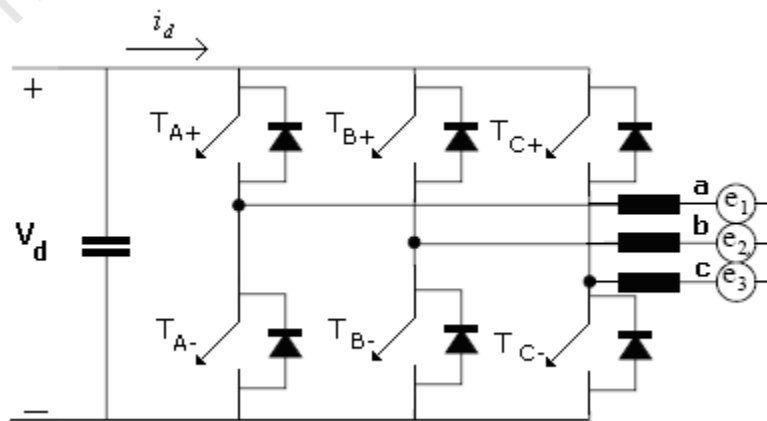 i_d
+
T_A+
T_B+
T_C+
a
e_1
b
e_2
V_d
c
e_3
T_A-
T_B-
T_C-
—